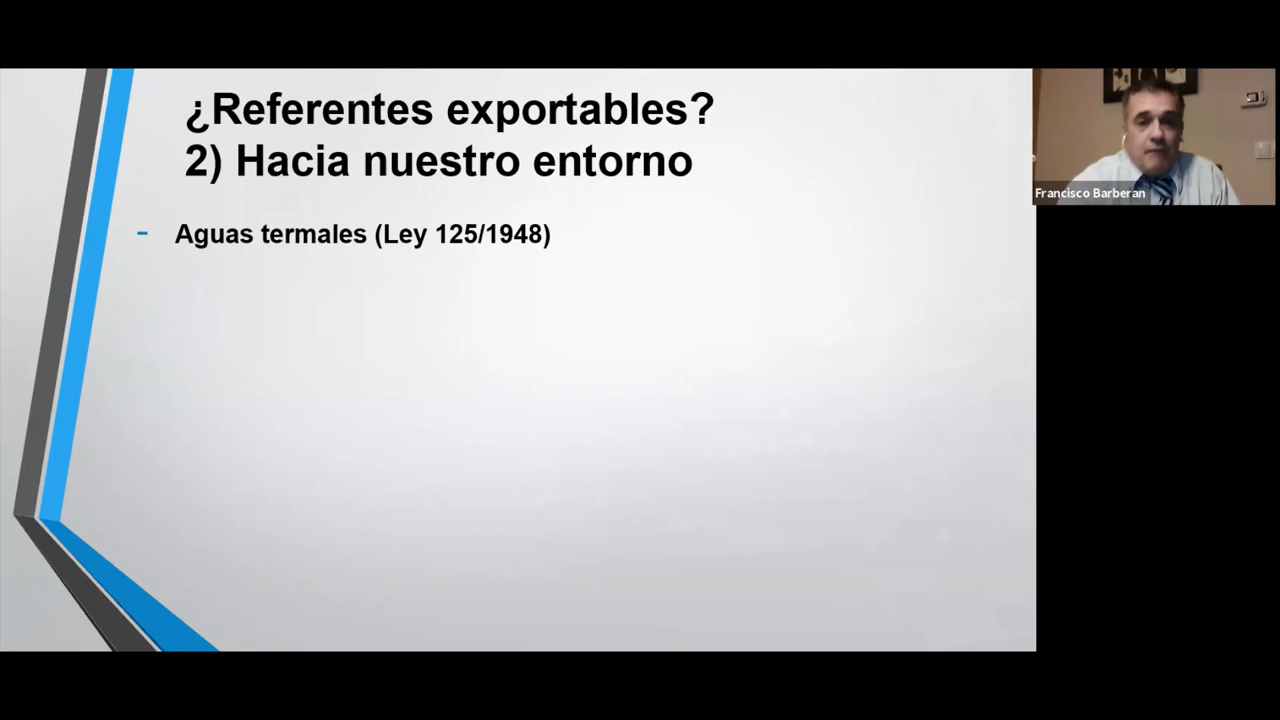 ¿Referentes exportables?
2) Hacia nuestro entorno
- Aguas termales (Ley 125/1948)
Francisco Barberan